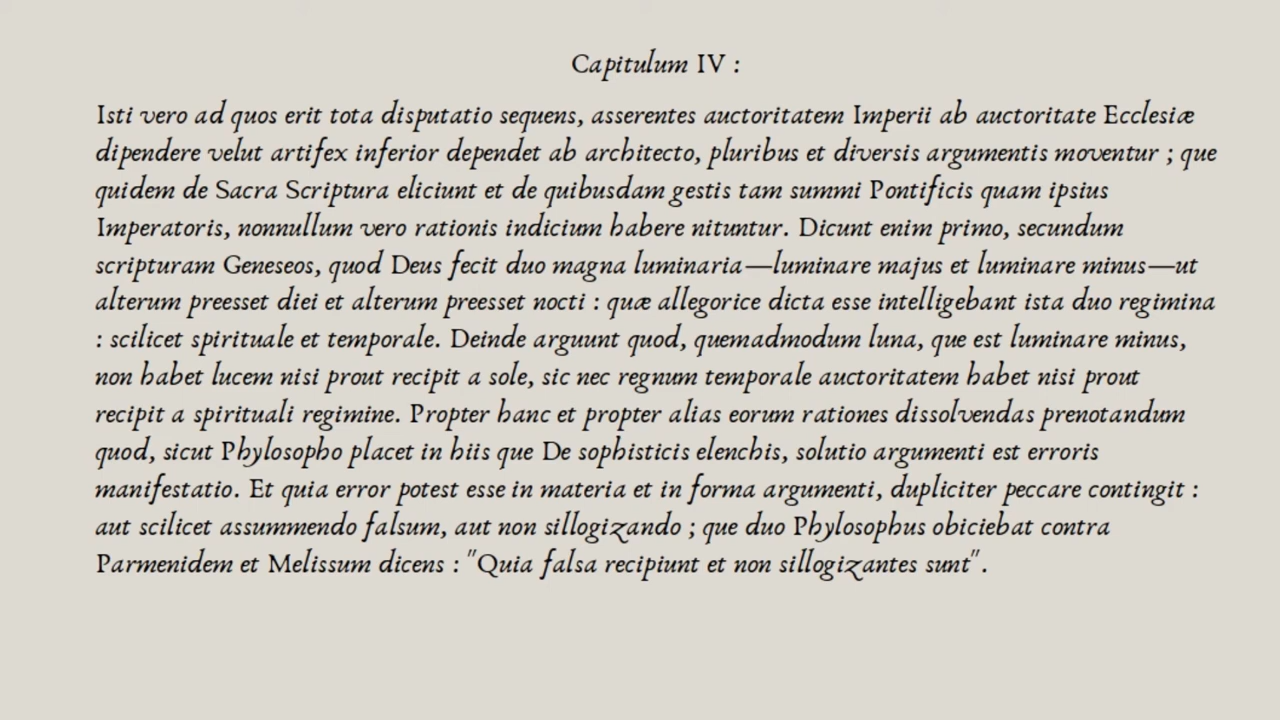 Capitulum IV :
Isti vero ad quos erit tota disputatio sequens, asserentes auctoritatem Imperii ab auctoritate Ecclesiæ
dipendere velut artifex inferior dependet ab architecto, pluribus et diversis argumentis moventur ; que
quidem de Sacra Scriptura eliciunt et de quibusdam gestis tam summi Pontificis quam ipsius
Imperatoris, nonnullum vero rationis indicium habere nituntur. Dicunt enim primo, secundum
scripturam Geneseos, quod Deus fecit duo magna luminaria—luminare majus et luminare minus—ut
alterum preesset diei et alterum preesset nocti : quæ allegorice dicta esse intelligebant ista duo regimina
: scilicet spirituale et temporale. Deinde arguunt quod, quemadmodum luna, que est luminare minus,
non habet lucem nisi prout recipit a sole, sic nec regnum temporale auctoritatem habet nisi prout
recipit a spirituali regimine. Propter hanc et propter alias eorum rationes dissolvendas prenotandum
quod, sicut Phylosopho placet in hiis que De sophisticis elenchis, solutio argumenti est erroris
manifestatio. Et quia error potest esse in materia et in forma argumenti, dupliciter peccare contingit :
aut scilicet assummendo falsum, aut non sillogizando ; que duo Phylosophus obiciebat contra
Parmenidem et Melissum dicens : "Quia falsa recipiunt et non sillogizantes sunt".